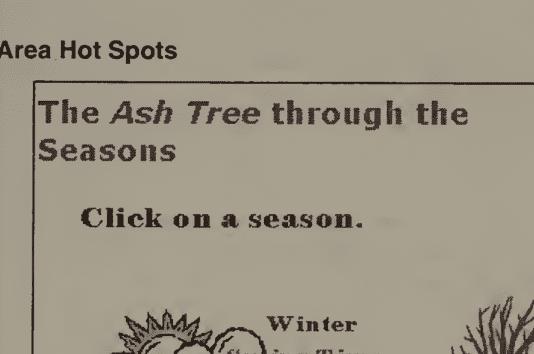 Area Hot Spots
The Ash Tree through the
Seasons
Click on a season.
Winter